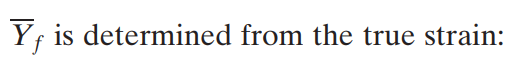 Y̅f is determined from the true strain: